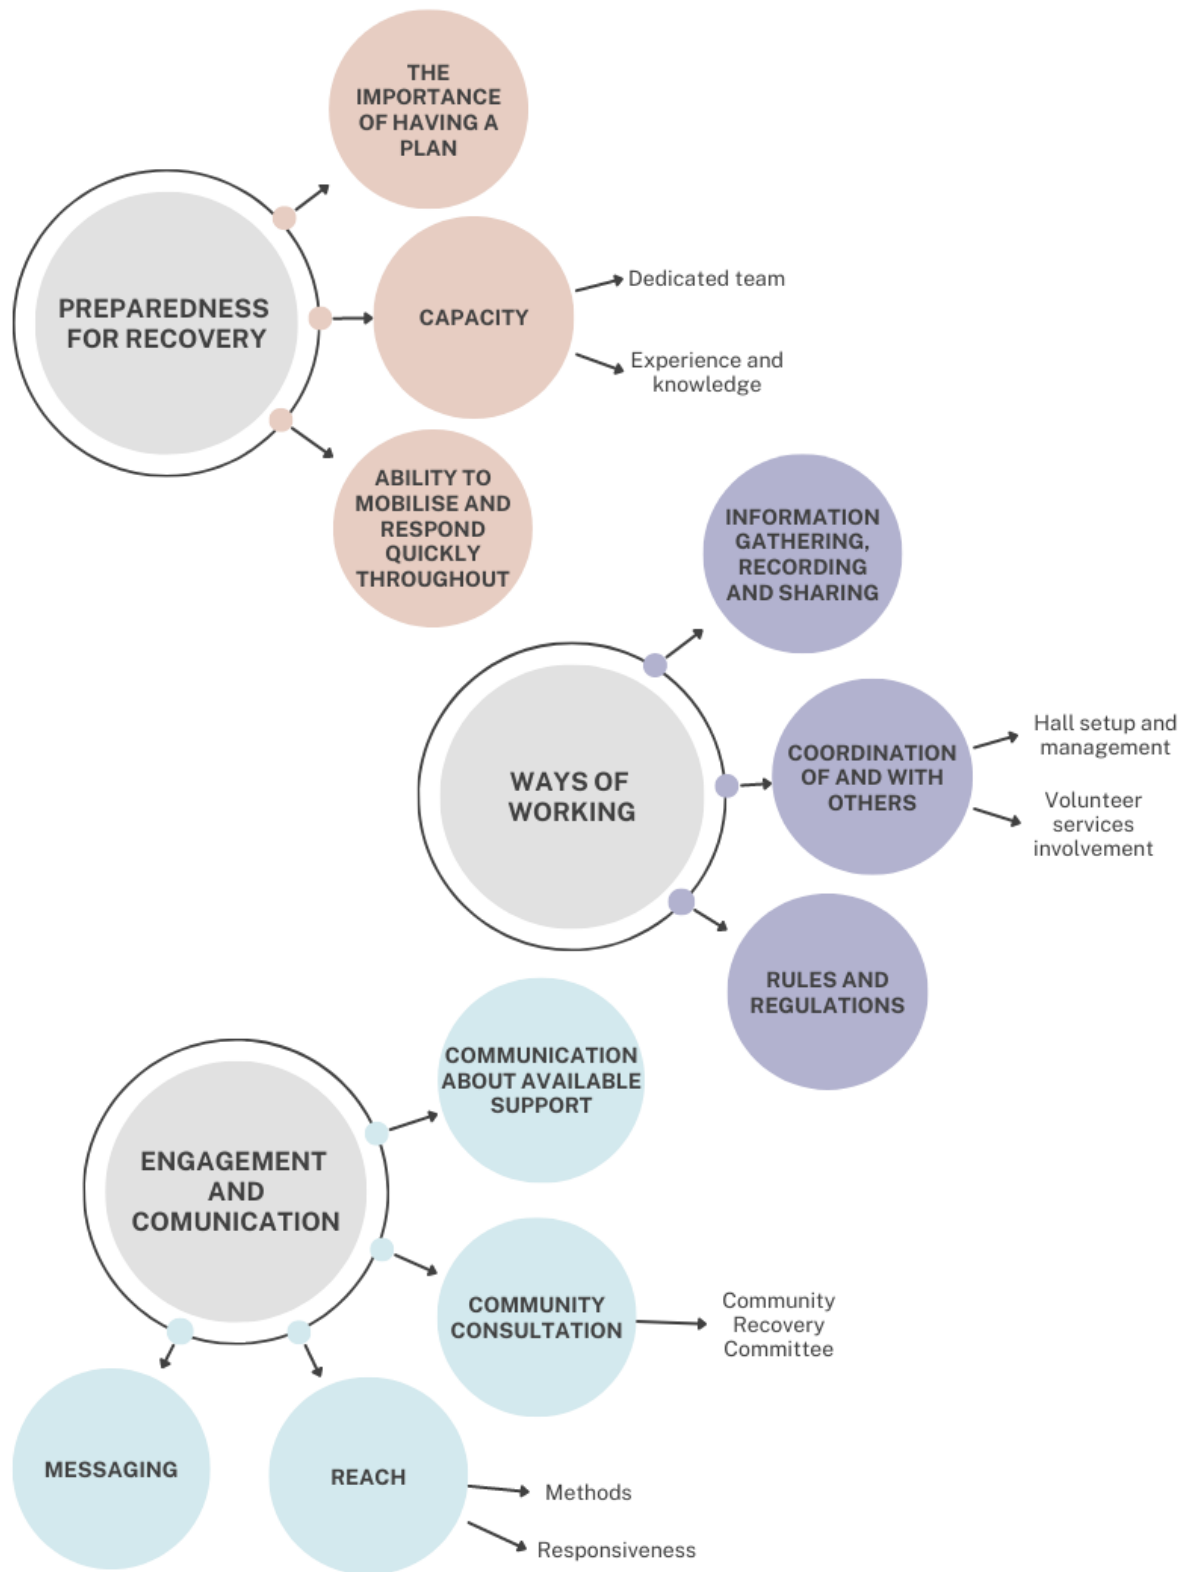 THE
IMPORTANCE
OF HAVING A
PLAN
PREPAREDNESS
FOR RECOVERY
CAPACITY
Dedicated team
Experience and
knowledge
ABILITY TO
MOBILISE AND
RESPOND
QUICKLY
THROUGHOUT
INFORMATION
GATHERING,
RECORDING
AND SHARING
WAYS OF
WORKING
COORDINATION
OF AND WITH
OTHERS
Hall setup and
management
Volunteer
services
involvement
RULES AND
REGULATIONS
COMMUNICATION
ABOUT AVAILABLE
SUPPORT
ENGAGEMENT
AND
COMUNICATION
COMMUNITY
CONSULTATION
Community
Recovery
Committee
MESSAGING
REACH
Methods
Responsiveness